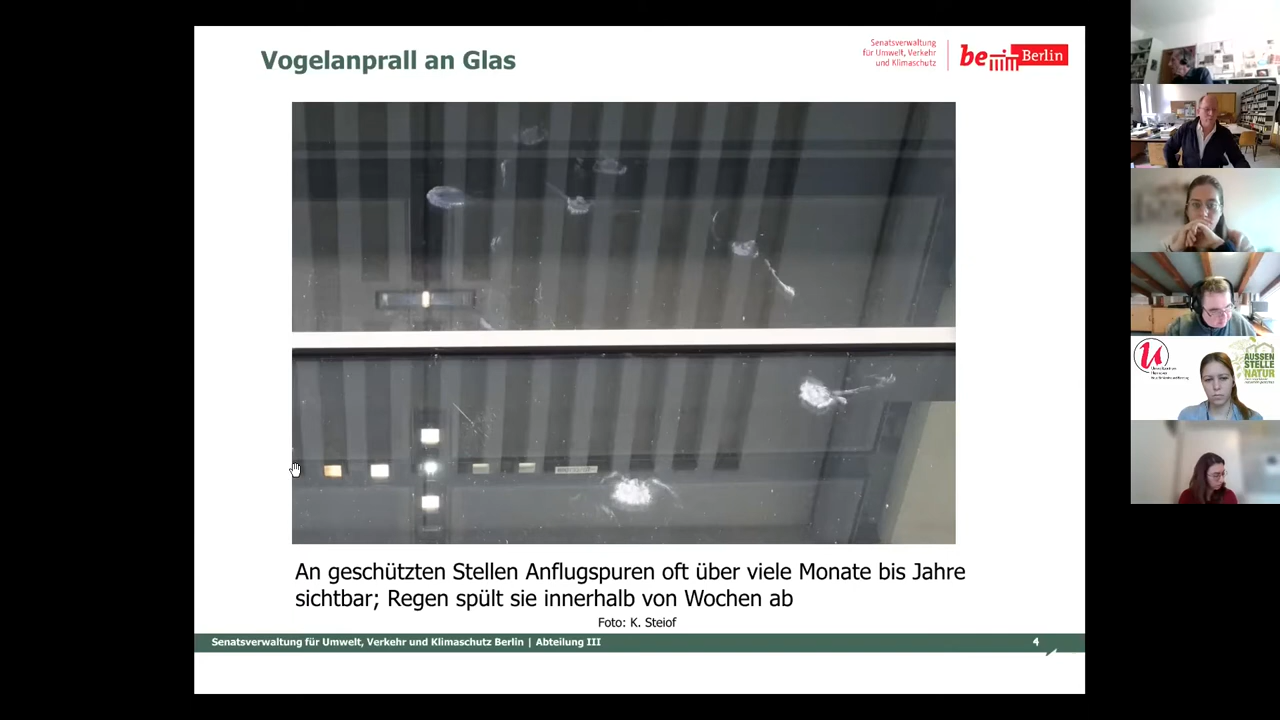 Vogelanprall an Glas
Senatsverwaltung
für Umwelt, Verkehr
und Klimaschutz
be Berlin
An geschützten Stellen Anflugspuren oft über viele Monate bis Jahre
sichtbar; Regen spült sie innerhalb von Wochen ab
Foto: K. Steiof
Senatsverwaltung für Umwelt, Verkehr und Klimaschutz Berlin | Abteilung III
4
u
AUSSEN
STELLE
NATUR